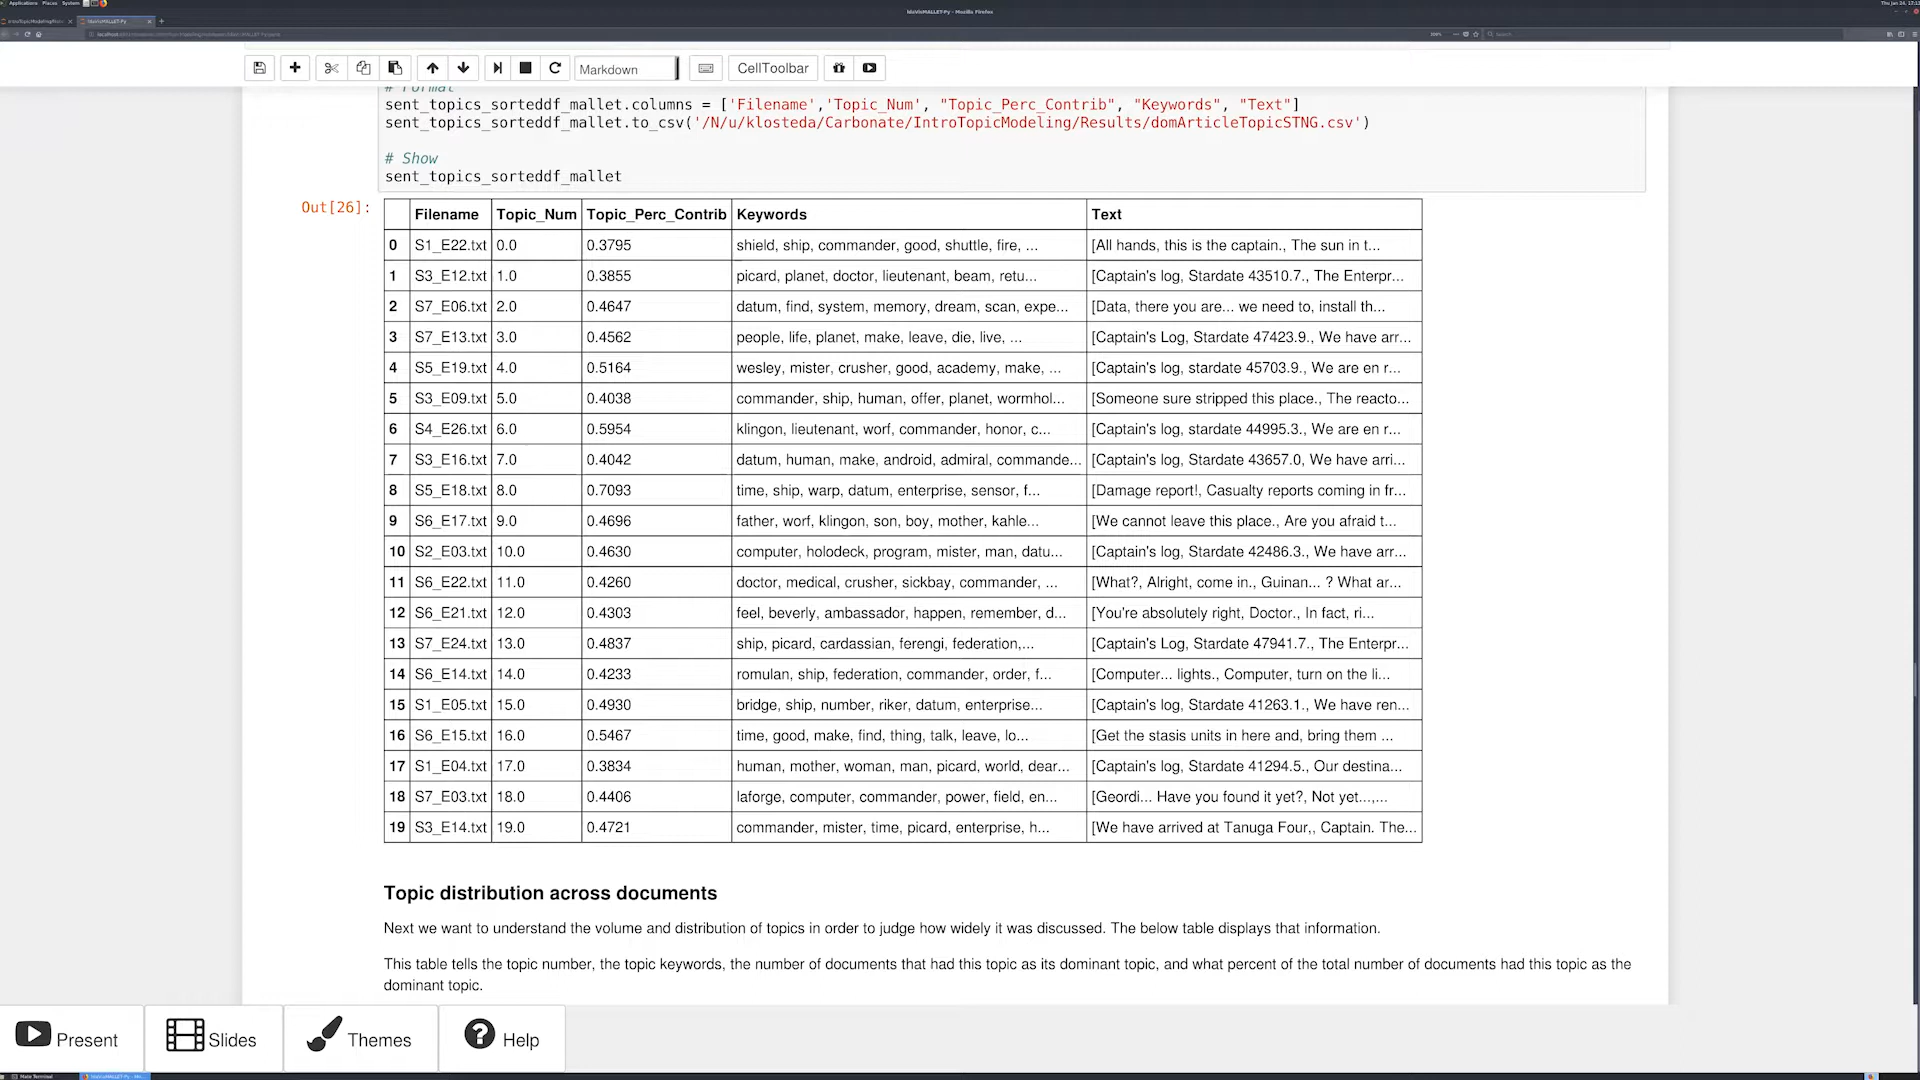 Applications Places System
Thu Jan 24, 17:1
IdaVisMALLET-Py - Mozilla Firefox
IdaVisMALLET-Py
Search
Markdown
CellToolbar
# Format
sent_topics_sorteddf_mallet.columns = ['Filename','Topic_Num', "Topic_Perc_Contrib", "Keywords", "Text"]
sent_topics_sorteddf_mallet.to_csv('/N/u/klosteda/Carbonate/IntroTopicModeling/Results/domArticleTopicSTNG.csv')
# Show
sent_topics_sorteddf_mallet
Out[26]:
Filename Topic_Num Topic_Perc_Contrib Keywords Text
0 S1_E22.txt 0.0 0.3795 shield, ship, commander, good, shuttle, fire, ... [All hands, this is the captain., The sun in t...
1 S3_E12.txt 1.0 0.3855 picard, planet, doctor, lieutenant, beam, retu... [Captain's log, Stardate 43510.7., The Enterpr...
2 S7_E06.txt 2.0 0.4647 datum, find, system, memory, dream, scan, expe... [Data, there you are... we need to, install th...
3 S7_E13.txt 3.0 0.4562 people, life, planet, make, leave, die, live, ... [Captain's Log, Stardate 47423.9., We have arr...
4 S5_E19.txt 4.0 0.5164 wesley, mister, crusher, good, academy, make, ... [Captain's log, stardate 45703.9., We are en r...
5 S3_E09.txt 5.0 0.4038 commander, ship, human, offer, planet, wormhol... [Someone sure stripped this place., The reacto...
6 S4_E26.txt 6.0 0.5954 klingon, lieutenant, worf, commander, honor, c... [Captain's log, stardate 44995.3., We are en r...
7 S3_E16.txt 7.0 0.4042 datum, human, make, android, admiral, commande... [Captain's log, Stardate 43657.0, We have arri...
8 S5_E18.txt 8.0 0.7093 time, ship, warp, datum, enterprise, sensor, f... [Damage report!, Casualty reports coming in fr...
9 S6_E17.txt 9.0 0.4696 father, worf, klingon, son, boy, mother, kahle... [We cannot leave this place., Are you afraid t...
10 S2_E03.txt 10.0 0.4630 computer, holodeck, program, mister, man, datu... [Captain's log, Stardate 42486.3., We have arr...
11 S6_E22.txt 11.0 0.4260 doctor, medical, crusher, sickbay, commander, ... [What?, Alright, come in., Guinan... ? What ar...
12 S6_E21.txt 12.0 0.4303 feel, beverly, ambassador, happen, remember, d... [You're absolutely right, Doctor., In fact, ri...
13 S7_E24.txt 13.0 0.4837 ship, picard, cardassian, ferengi, federation,... [Captain's Log, Stardate 47941.7., The Enterpr...
14 S6_E14.txt 14.0 0.4233 romulan, ship, federation, commander, order, f... [Computer... lights., Computer, turn on the li...
15 S1_E05.txt 15.0 0.4930 bridge, ship, number, riker, datum, enterprise... [Captain's log, Stardate 41263.1., We have ren...
16 S6_E15.txt 16.0 0.5467 time, good, make, find, thing, talk, leave, lo... [Get the stasis units in here and, bring them ...
17 S1_E04.txt 17.0 0.3834 human, mother, woman, man, picard, world, dear... [Captain's log, Stardate 41294.5., Our destina...
18 S7_E03.txt 18.0 0.4406 laforge, computer, commander, power, field, en... [Geordi... Have you found it yet?, Not yet...,...
19 S3_E14.txt 19.0 0.4721 commander, mister, time, picard, enterprise, h... [We have arrived at Tanuga Four,, Captain. The...
Topic distribution across documents
Next we want to understand the volume and distribution of topics in order to judge how widely it was discussed. The below table displays that information.
This table tells the topic number, the topic keywords, the number of documents that had this topic as its dominant topic, and what percent of the total number of documents had this topic as the
dominant topic.
Present Slides Themes Help